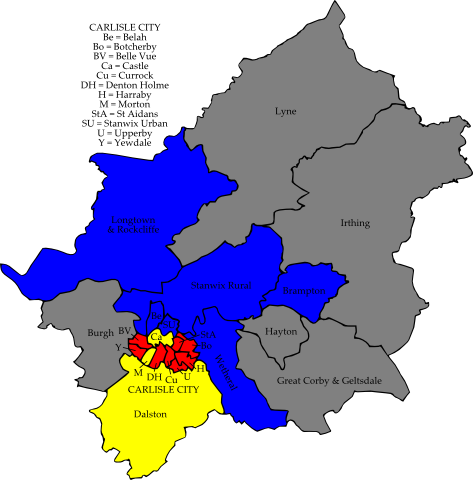 CARLISLE CITY
Be = Belah
Bo = Botcherby
BV = Belle Vue
Ca = Castle
Cu = Currock
DH = Denton Holme
H = Harraby
M = Morton
StA = St Aidans
SU = Stanwix Urban
U = Upperby
Y = Yewdale
Lyne
Irthing
Longtown
& Rockcliffe
Stanwix Rural
Brampton
Be
Burgh
BV
Ca
StA
Bo
Hayton
Y
Wetheral
H
M
DH
Cu
U
Great Corby & Geltsdale
CARLISLE CITY
Dalston